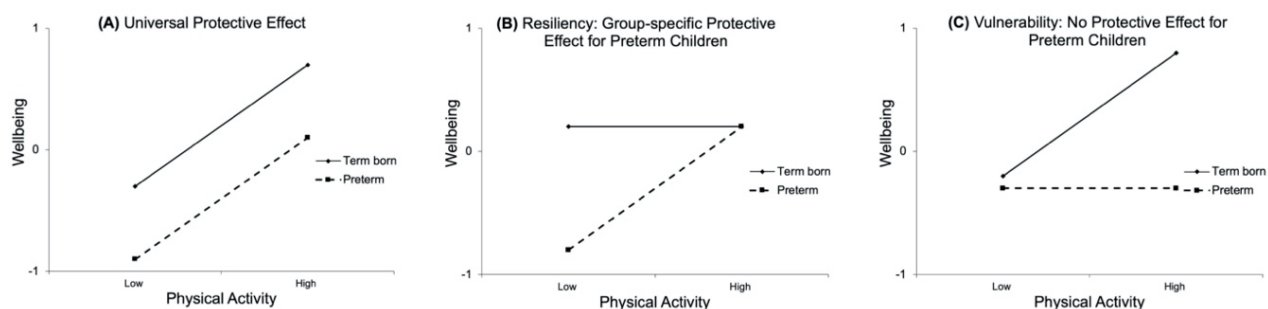 (A) Universal Protective Effect
1
0
-1
Wellbeing
Term born
Preterm
Low
High
Physical Activity
(B) Resiliency: Group-specific Protective
Effect for Preterm Children
1
0
-1
Wellbeing
Term born
Preterm
Low
High
Physical Activity
(C) Vulnerability: No Protective Effect for
Preterm Children
1
0
-1
Wellbeing
Term born
Preterm
Low
High
Physical Activity